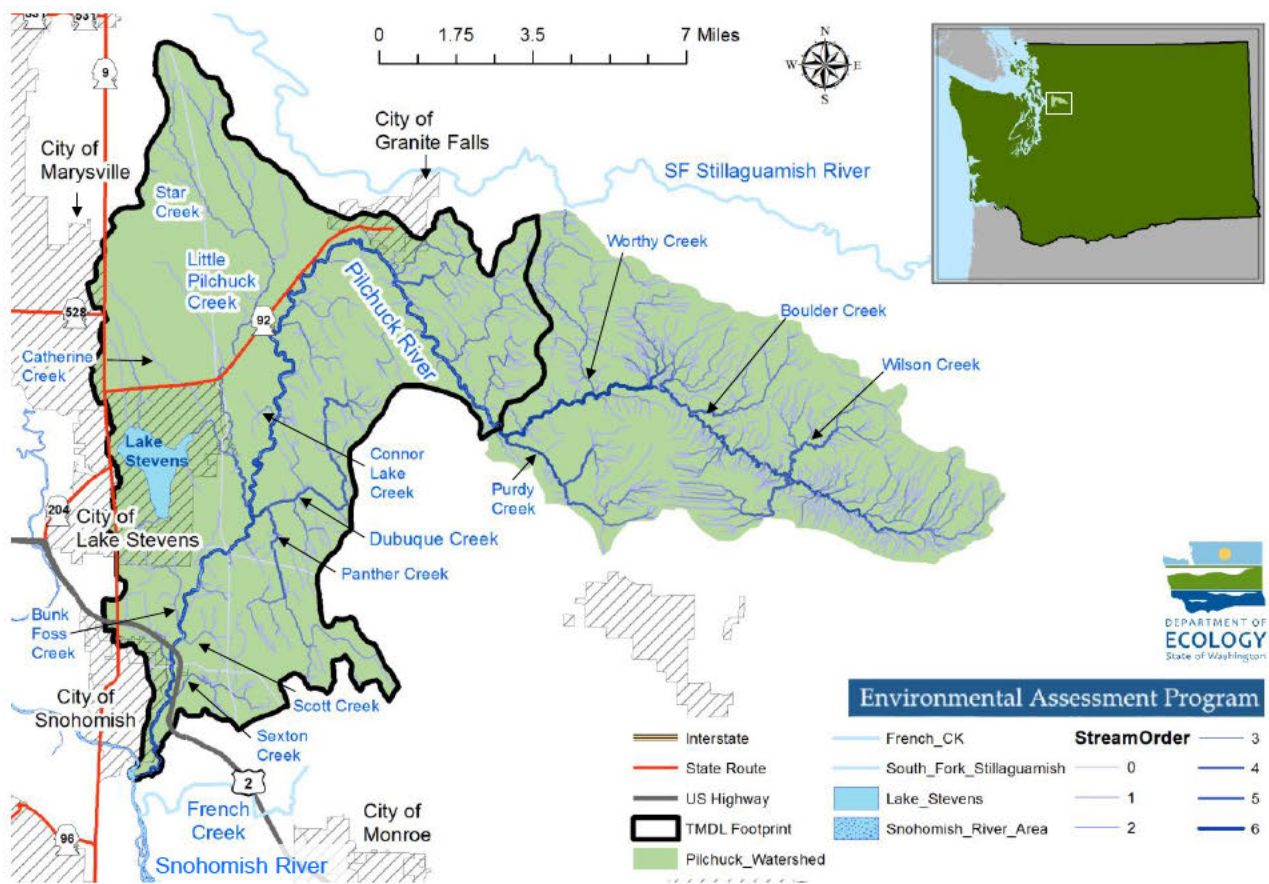 0 1.75 3.5 7 Miles
N
W E
S
531
531
9
City of
Marysville
City of
Granite Falls
SF Stillaguamish River
Star
Creek
Little
Pilchuck
Creek
Pilchuck River
Worthy Creek
Boulder Creek
Wilson Creek
528
92
Catherine
Creek
Lake
Stevens
Connor
Lake
Creek
Purdy
Creek
204
City of
Lake Stevens
Dubuque Creek
Panther Creek
Bunk
Foss
Creek
City of
Snohomish
Scott Creek
Sexton
Creek
2
French
Creek
City of
Monroe
96
Snohomish River
DEPARTMENT OF
ECOLOGY
State of Washington
Environmental Assessment Program
Interstate
State Route
US Highway
TMDL Footprint
Pilchuck_Watershed
French_CK
South_Fork_Stillaguamish
Lake_Stevens
Snohomish_River_Area
StreamOrder
0
1
2
3
4
5
6